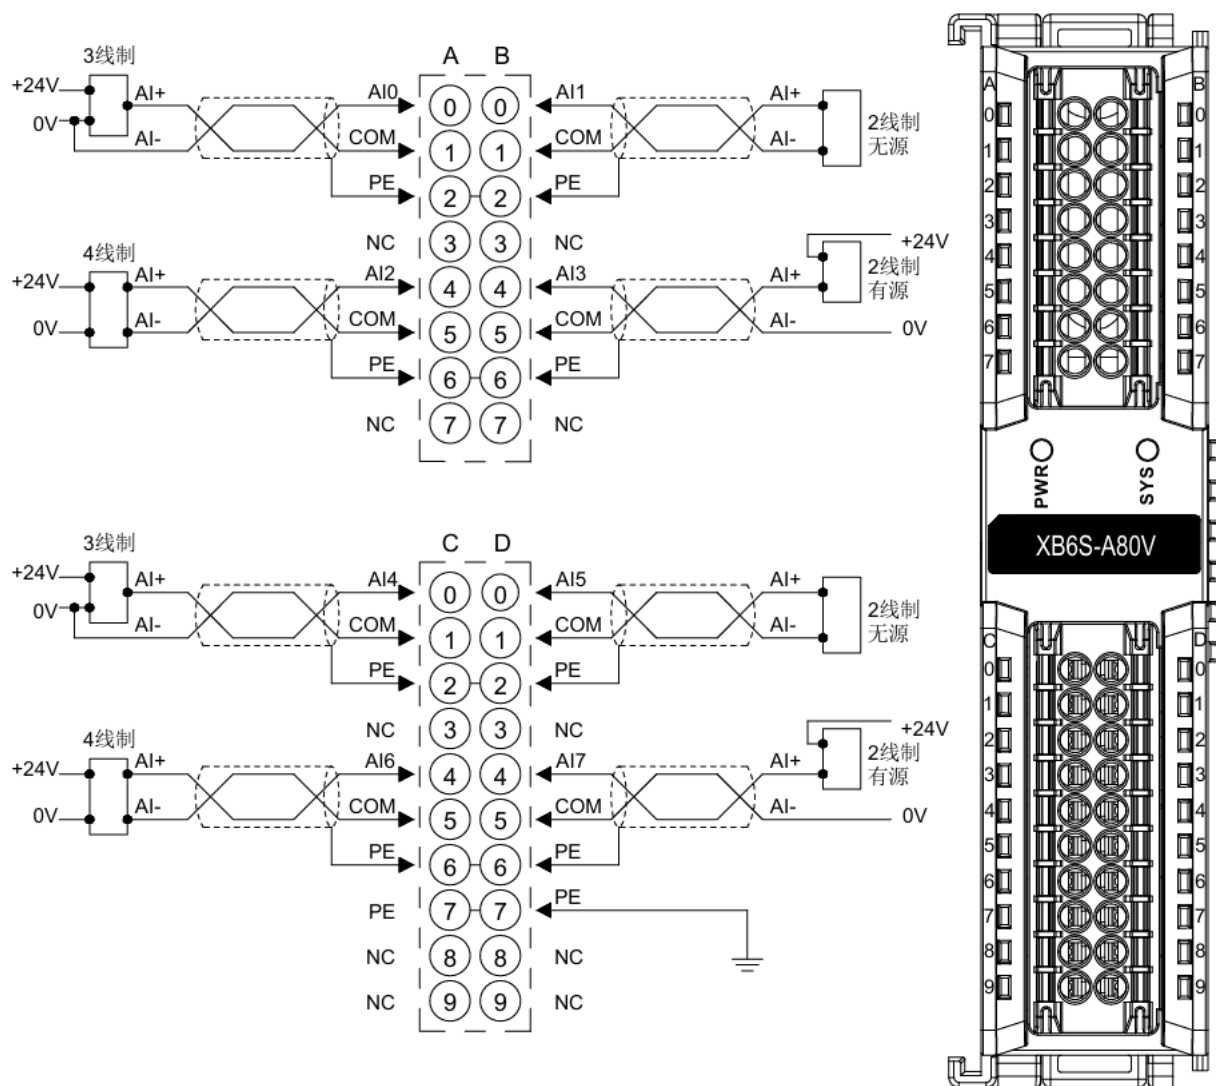 3线制
A B
+24V AI+ AI0 0 0 AI1 AI+
0V AI- COM 1 1 COM AI- 2线制
无源
PE 2 2 PE
NC 3 3 NC +24V
4线制
+24V AI+ AI2 4 4 AI3 AI+ 2线制
有源
0V AI- COM 5 5 COM AI- 0V
PE 6 6 PE
NC 7 7 NC
3线制
C D
+24V AI+ AI4 0 0 AI5 AI+
0V AI- COM 1 1 COM AI- 2线制
无源
PE 2 2 PE
NC 3 3 NC +24V
4线制
+24V AI+ AI6 4 4 AI7 AI+ 2线制
有源
0V AI- COM 5 5 COM AI- 0V
PE 6 6 PE
PE 7 7 PE
NC 8 8 NC
NC 9 9 NC
A B
0 0
1 1
2 2
3 3
4 4
5 5
6 6
7 7
PWR SYS
XB6S-A80V
C D
0 0
1 1
2 2
3 3
4 4
5 5
6 6
7 7
8 8
9 9